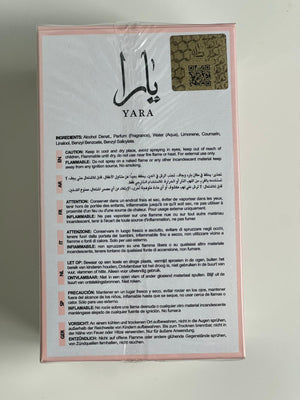 يارا
YARA
INGREDIENTS: Alcohol Denat., Parfum (Fragrance), Water (Aqua), Limonene, Coumarin,
Linalool, Benzyl Benzoate, Benzyl Salicylate.
EN
CAUTION: Keep in cool and dry place, avoid spraying in eyes, keep out of reach of
children, Flammable until dry do not use near fire flame or heat. For external use only.
FLAMMABLE: Do not spray on a naked flame or any other incandescent material keep
away from any ignitions source.
AR
FR
ATTENTION: Conserver dans un endroit frais et sec, éviter de vaporiser dans les yeux,
tenir hors de portée des enfants, inflammable jusqu'à ce qu'il soit sec, ne pas utiliser à
proximité d'un feu ou d'une source de chaleur. Pour usage externe uniquement.
INFLAMMABLE: Ne pas vaporiser sur une flamme nue ou sur tout autre matériau
incandescent, tenir à l'écart de toute source d'inflammation.
IT
ATTENZIONE: Conservare in luogo fresco e asciutto, evitare di spruzzare negli occhi,
tenere fuori dalla portata dei bambini, infiammabile fino a secco, non usare vicino a
fiamme o fonti di calore. Solo per uso esterno.
INFIAMMABILE: non spruzzare su fiamme libere o su qualsiasi altro materiale
incandescente, tenere lontano da qualsiasi fonte di accensione.
NL
LET OP: Bewaar op een koele en droge plaats, vermijd sproeien in de ogen, buiten het
bereik van kinderen houden, Ontvlambaar tot het droog is, niet gebruiken in de buurt van
vuur, vlammen of hitte. Alleen voor uitwendig gebruik.
ONTVLAMBAAR: Niet in een open vlam of ander gloeiend materiaal spuiten. Blijf uit de buurt van
ontstekingsbronnen. Niet roken.
SP
PRECAUCIÓN: Mantener en un lugar fresco y seco, evitar rociar en los ojos, mantener
fuera del alcance de los niños, inflamable hasta que se seque, no usar cerca de llamas o
calor. Sólo para uso externo
INFLAMABLE: No rocíe sobre una llama desnuda o cualquier otro material incandescente
manténgalo alejado de cualquier fuente de ignición. No fumar
GER
VORSICHT: An einem kühlen und trockenen Ort aufbewahren, nicht in die Augen sprühen,
außerhalb der Reichweite von Kindern aufbewahren. Bis zum Trocknen brennbar, nicht in
der Nähe von Feuer oder Hitze verwenden. Nur zur äußerlichen Anwendung.
ENTZÜNDLICH: Nicht auf offene Flamme oder andere glühende Gegenstände sprühen,
von Zündquellen fernhalten, nicht rauchen.